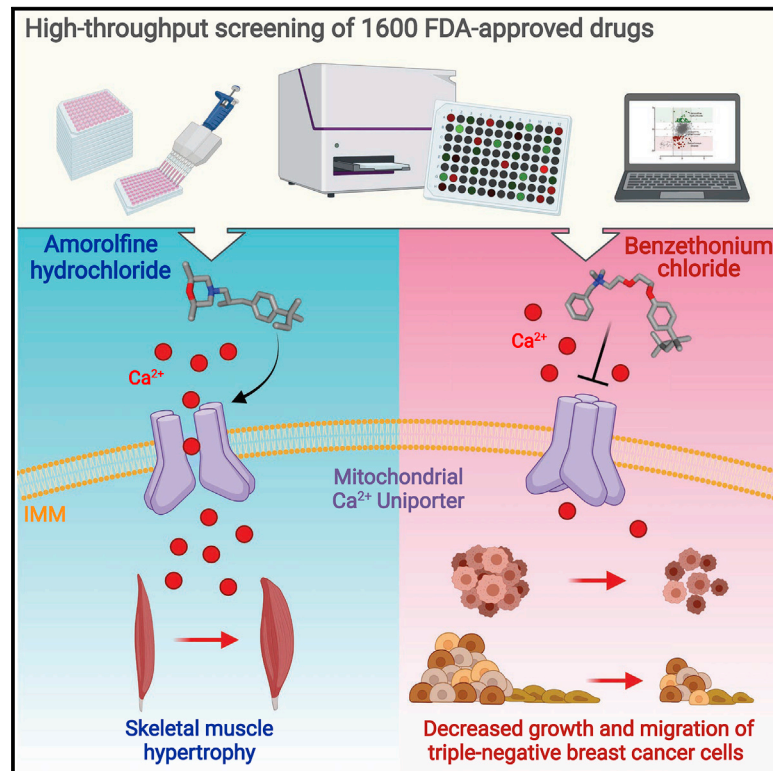 High-throughput screening of 1600 FDA-approved drugs
Amorolfine
hydrochloride
Ca²⁺
Benzethonium
chloride
Ca²⁺
Mitochondrial
Ca²⁺ Uniporter
IMM
Skeletal muscle
hypertrophy
Decreased growth and migration of
triple-negative breast cancer cells